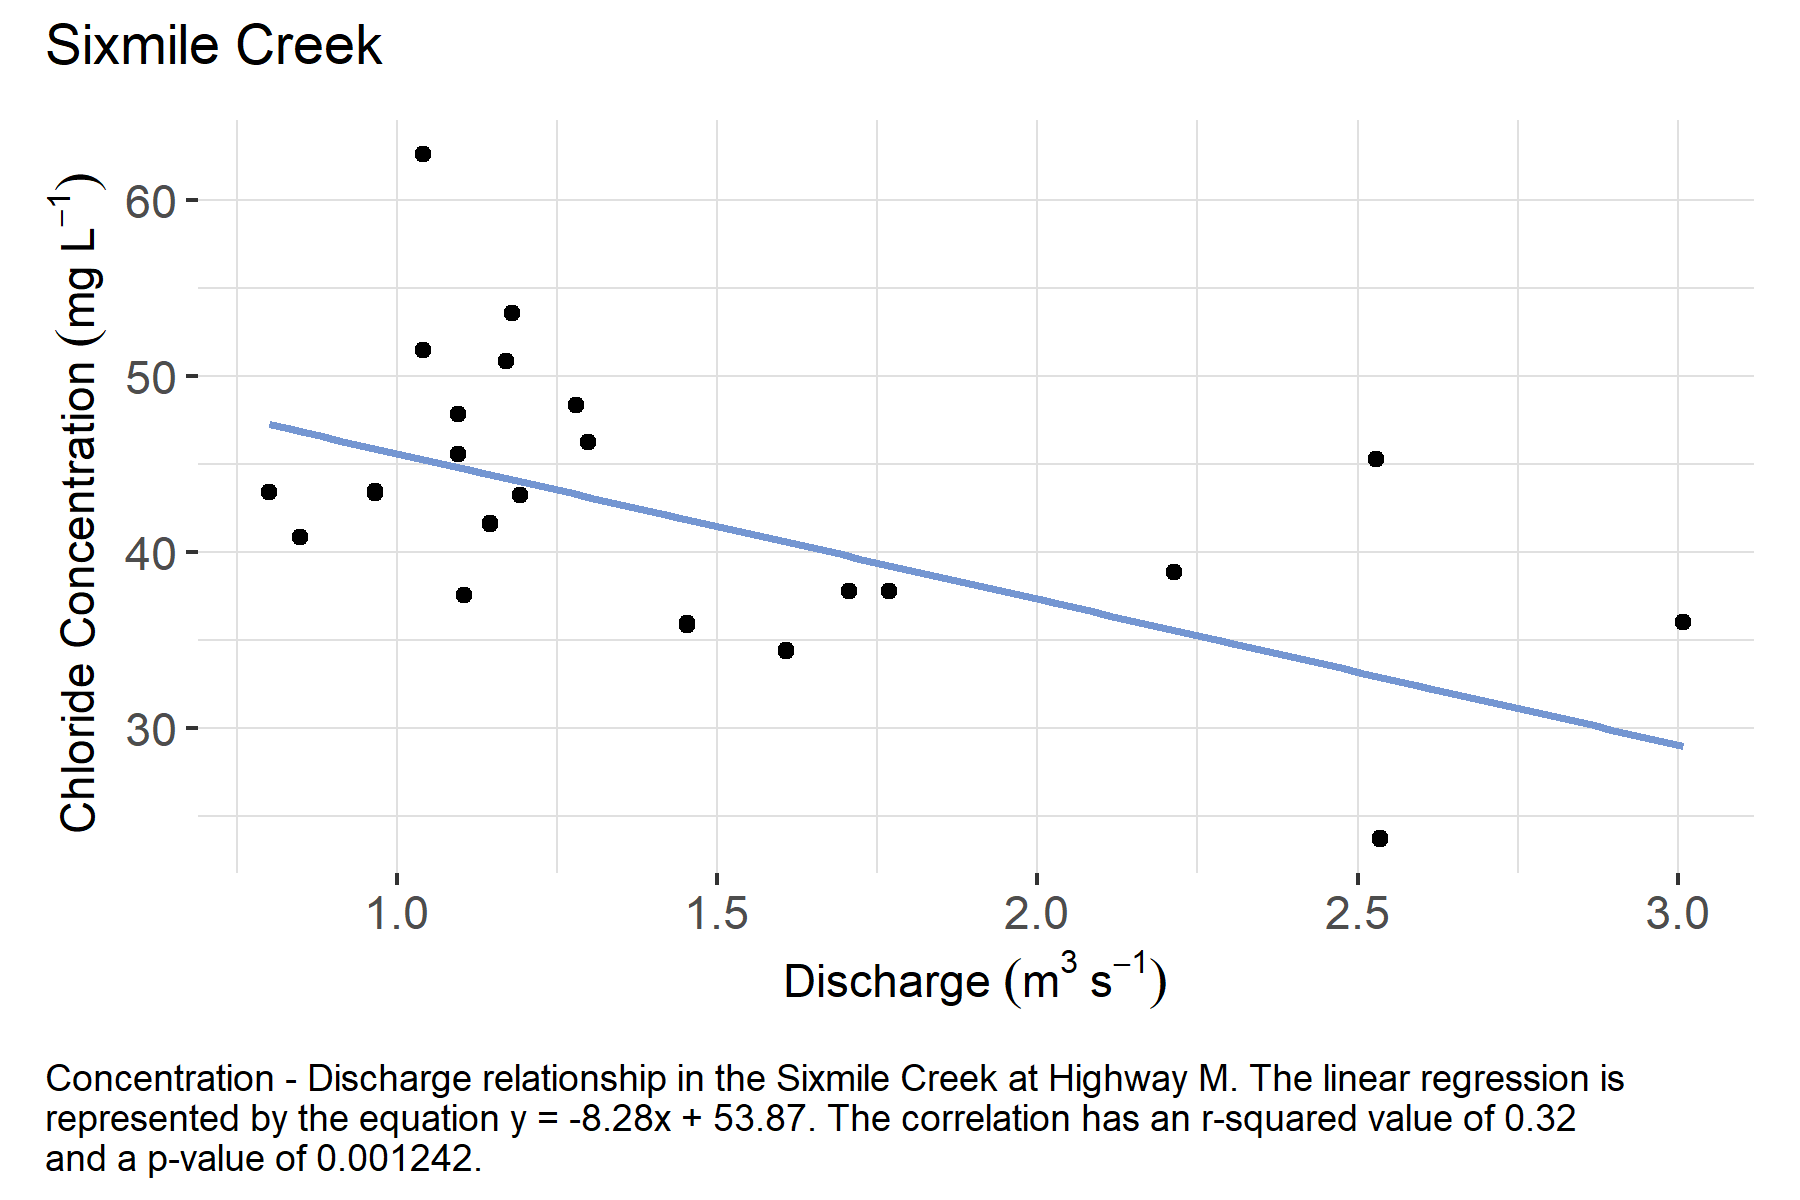 Sixmile Creek
Chloride Concentration (mg L⁻¹)
60
50
40
30
1.0 1.5 2.0 2.5 3.0
Discharge (m³ s⁻¹)
Concentration - Discharge relationship in the Sixmile Creek at Highway M. The linear regression is
represented by the equation y = -8.28x + 53.87. The correlation has an r-squared value of 0.32
and a p-value of 0.001242.